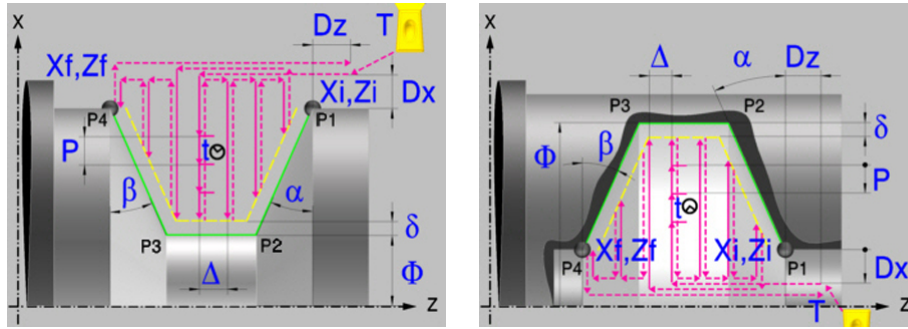 X
Dz
T
Xf,Zf
Xi,Zi
Dx
P4
P1
P
t
β
α
δ
P3
P2
Δ
Φ
Z
X
Δ
α
Dz
P3
P2
δ
Φ
β
P
t
Xf,Zf
Xi,Zi
P4
P1
Dx
T
Z